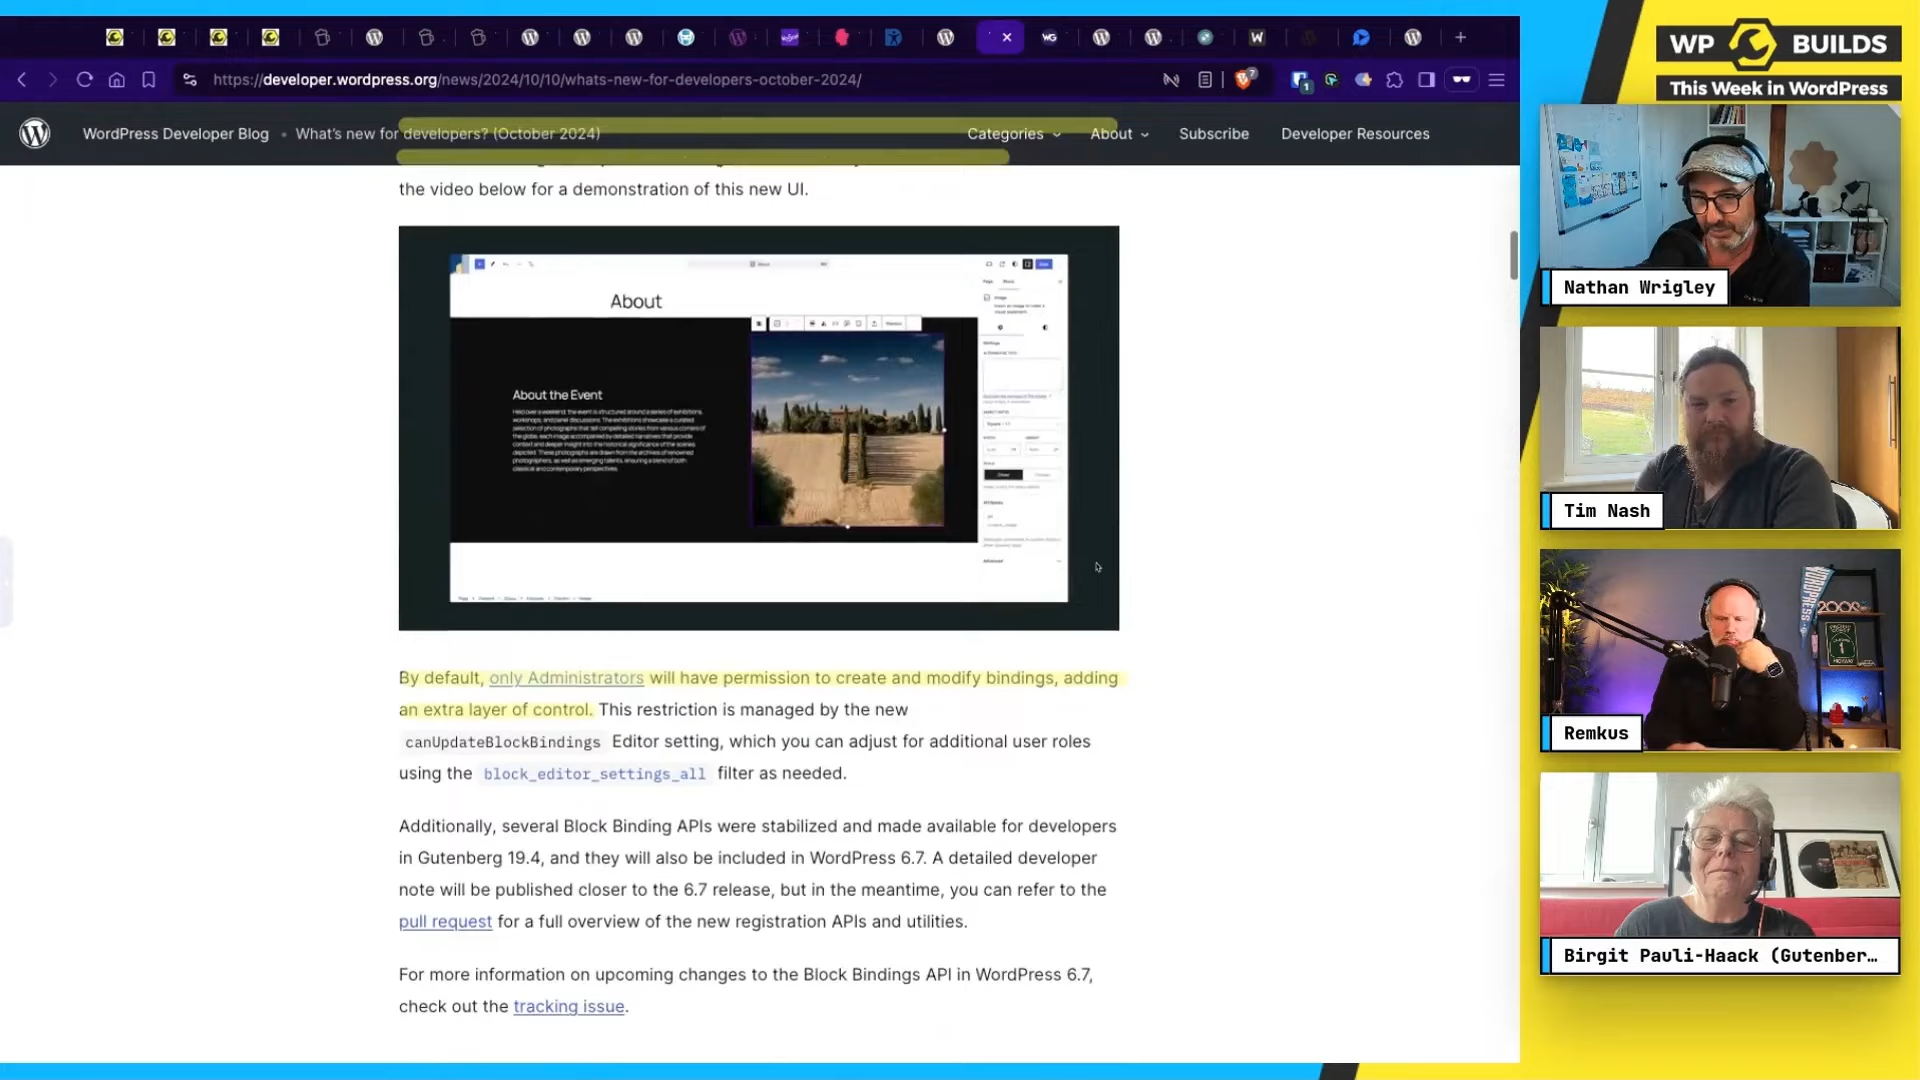 WP BUILDS
This Week in WordPress
https://developer.wordpress.org/news/2024/10/10/whats-new-for-developers-october-2024/
WordPress Developer Blog • What's new for developers? (October 2024)
Categories
About
Subscribe
Developer Resources
the video below for a demonstration of this new UI.
About
About the Event
By default, only Administrators will have permission to create and modify bindings, adding
an extra layer of control. This restriction is managed by the new
canUpdateBlockBindings Editor setting, which you can adjust for additional user roles
using the block_editor_settings_all filter as needed.
Additionally, several Block Binding APIs were stabilized and made available for developers
in Gutenberg 19.4, and they will also be included in WordPress 6.7. A detailed developer
note will be published closer to the 6.7 release, but in the meantime, you can refer to the
pull request for a full overview of the new registration APIs and utilities.
For more information on upcoming changes to the Block Bindings API in WordPress 6.7,
check out the tracking issue.
Nathan Wrigley
Tim Nash
Remkus
Birgit Pauli-Haack (Gutenber…